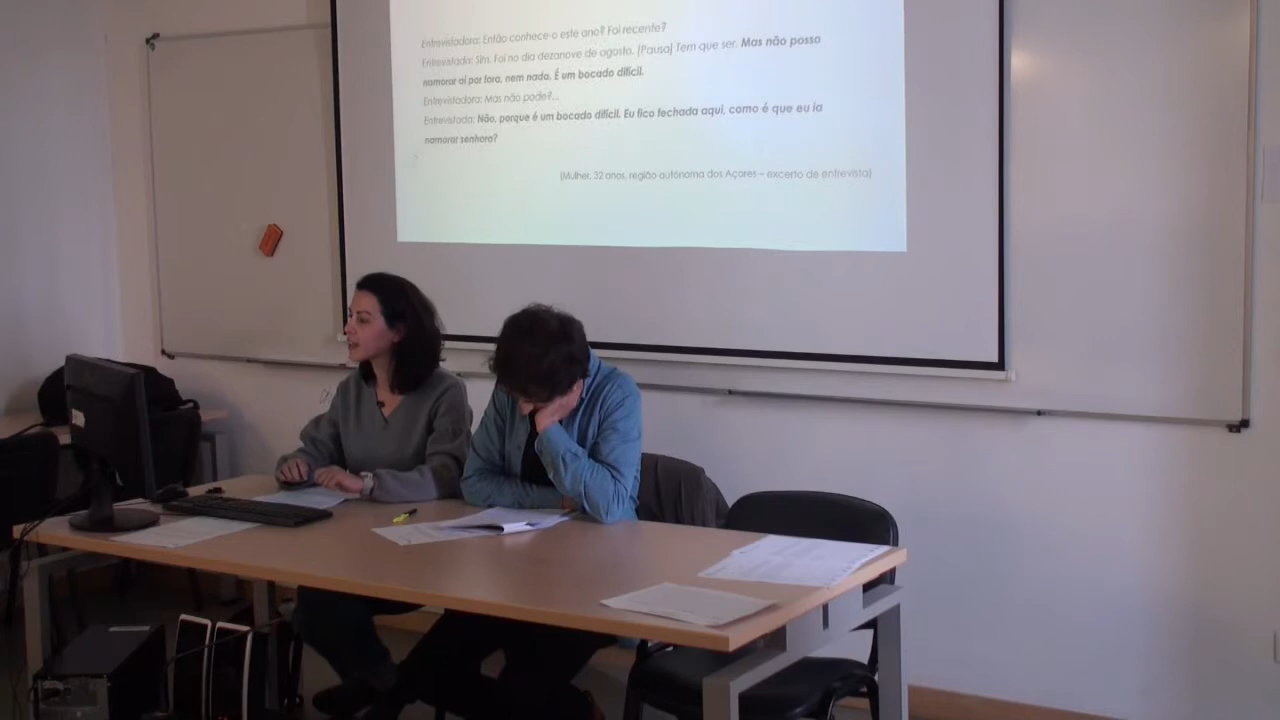 Entrevistadora: Então conhece-o este ano? Foi recente?
Entrevistada: Sim. Foi no dia dezanove de agosto. [Pausa] Tem que ser. Mas não posso
namorar aí por fora, nem nada. É um bocado difícil.
Entrevistadora: Mas não pode?...
Entrevistada: Não, porque é um bocado difícil. Eu fico fechada aqui, como é que eu ia
namorar senhora?
(Mulher, 32 anos, região autónoma dos Açores – excerto de entrevista)